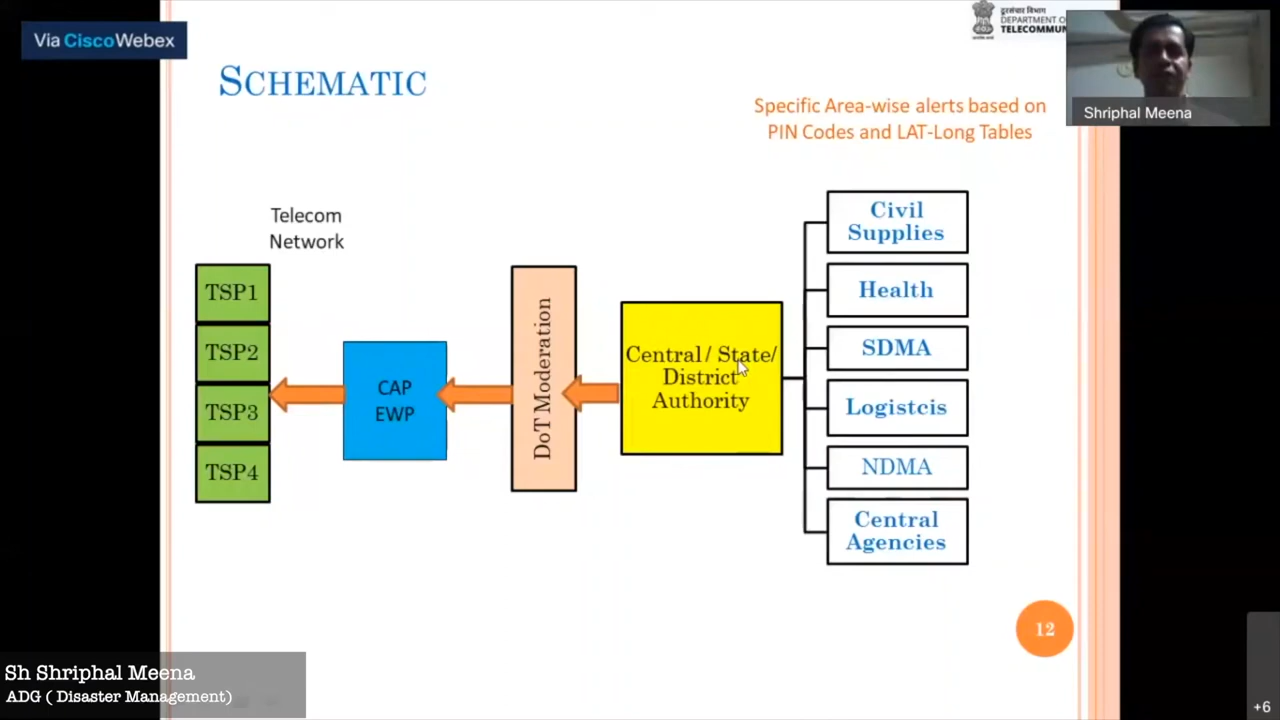 Via CiscoWebex
SCHEMATIC
दूरसंचार विभाग
DEPARTMENT OF
Shriphal Meena
Specific Area-wise alerts based on
PIN Codes and LAT-Long Tables
Telecom
Network
TSP1
TSP2
TSP3
TSP4
CAP
EWP
DoT Moderation
Central / State/
District
Authority
Civil
Supplies
Health
SDMA
Logistcis
NDMA
Central
Agencies
12
Sh Shriphal Meena
ADG ( Disaster Management)
+6